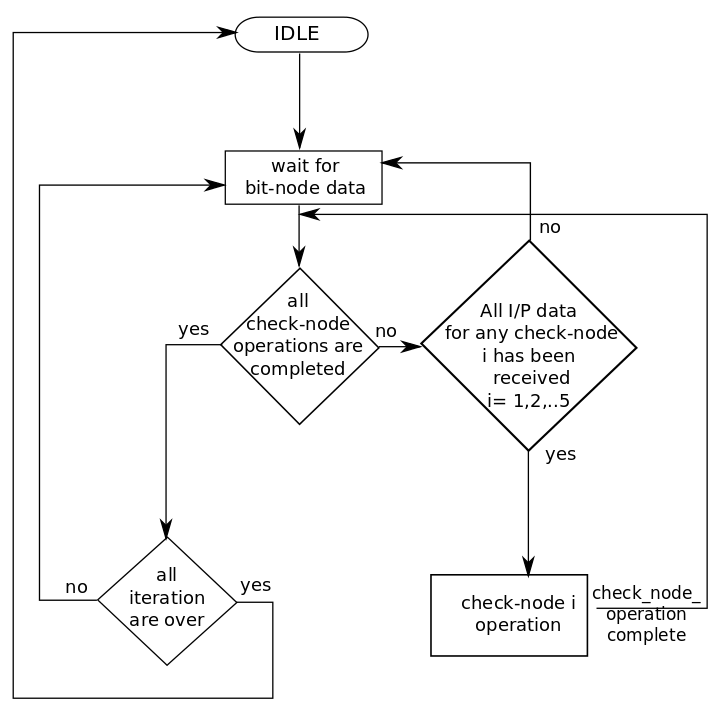 IDLE
wait for
bit-node data
no
all
check-node
operations are
completed
yes
no
All I/P data
for any check-node
i has been
received
i= 1,2,..5
yes
all
iteration
are over
no
yes
check-node i
operation
check_node_
operation
complete